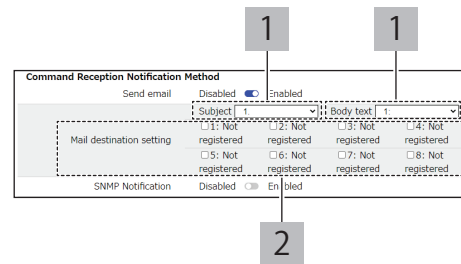 1 1
Command Reception Notification Method
Send email Disabled Enabled
Subject 1: Body text 1:
Mail destination setting
1: Not registered 2: Not registered 3: Not registered 4: Not registered
5: Not registered 6: Not registered 7: Not registered 8: Not registered
SNMP Notification Disabled Enabled
2